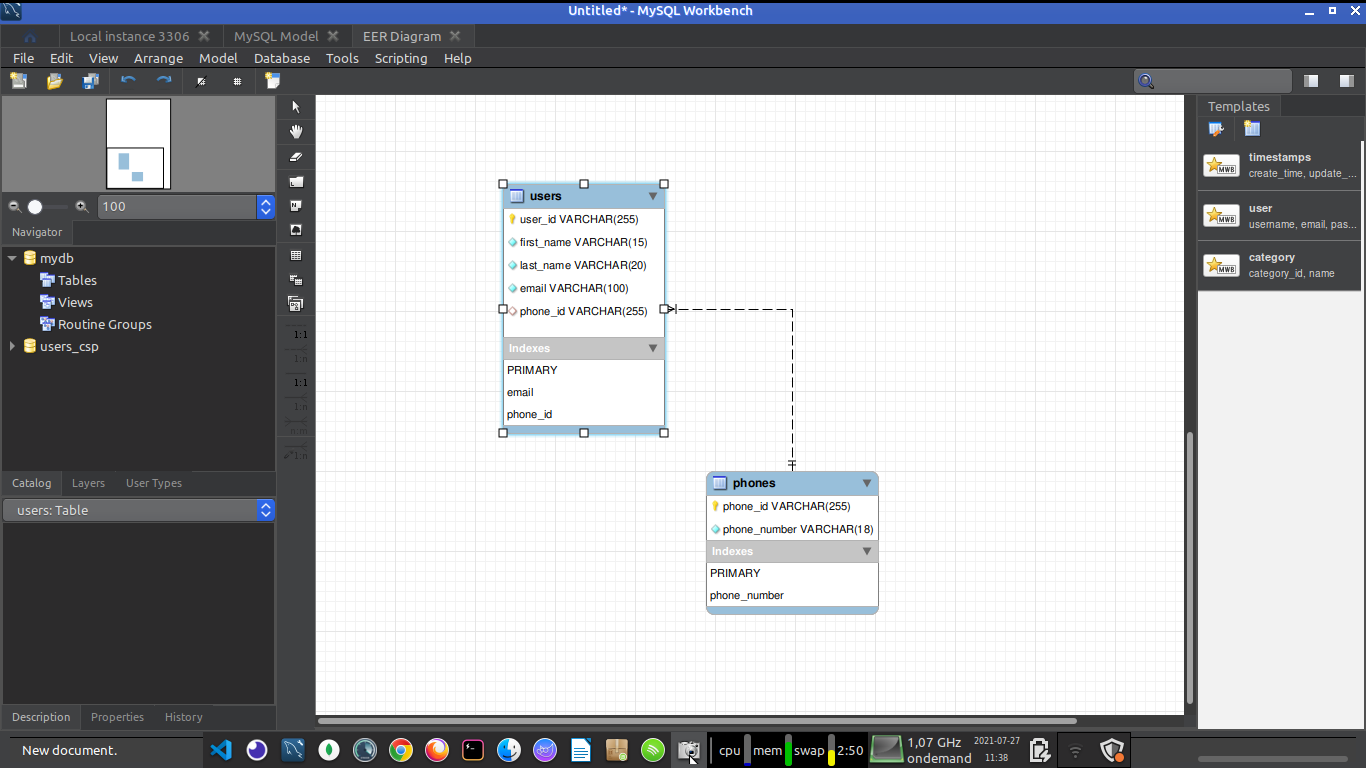 Untitled* - MySQL Workbench
Local instance 3306
MySQL Model
EER Diagram
File Edit View Arrange Model Database Tools Scripting Help
100
Navigator
mydb
Tables
Views
Routine Groups
users_csp
Catalog Layers User Types
users: Table
Description Properties History
1:1
1:n
1:1
1:n
n:m
1:n
users
user_id VARCHAR(255)
first_name VARCHAR(15)
last_name VARCHAR(20)
email VARCHAR(100)
phone_id VARCHAR(255)
Indexes
PRIMARY
email
phone_id
phones
phone_id VARCHAR(255)
phone_number VARCHAR(18)
Indexes
PRIMARY
phone_number
Templates
MWB
timestamps
create_time, update_...
MWB
user
username, email, pas...
MWB
category
category_id, name
New document.
cpu mem swap 2:50
1,07 GHz
ondemand
2021-07-27
11:38